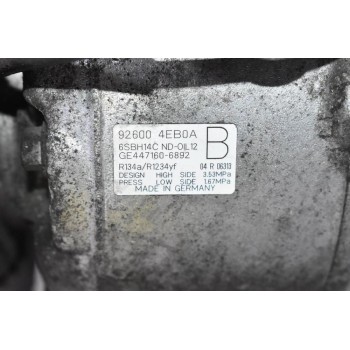 92600 4EB0A
6SBH14C ND-OIL12
GE447160-6892
B
R134a/R1234yf 04 R 06313
DESIGN HIGH SIDE 3.53MPa
PRESS LOW SIDE 1.67MPa
MADE IN GERMANY